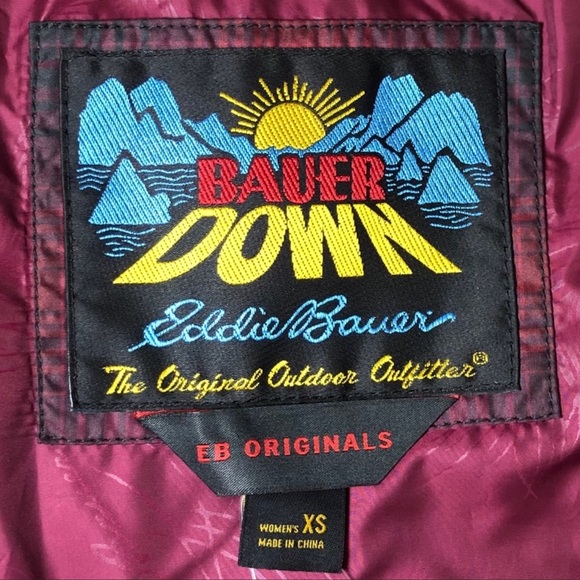 BAUER
DOWN
Eddie Bauer
The Original Outdoor Outfitter®
EB ORIGINALS
WOMEN'S XS
MADE IN CHINA